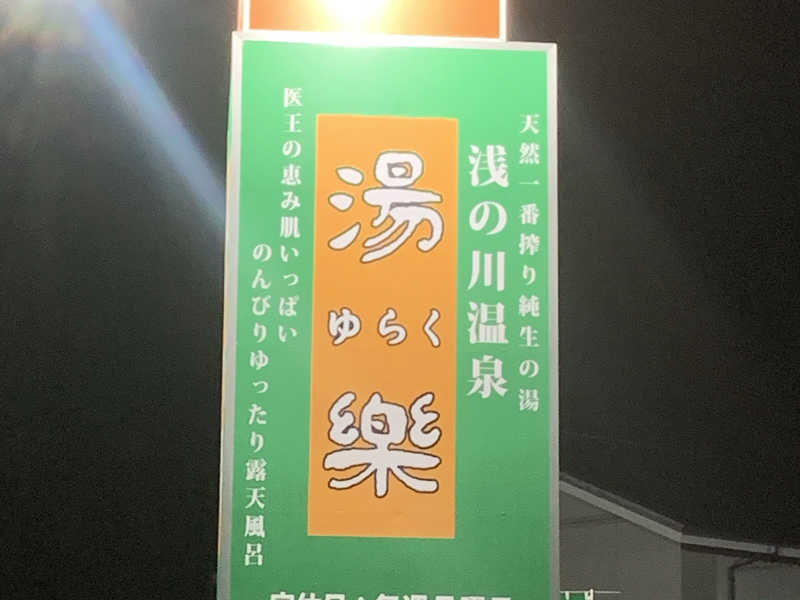 天然一番搾り純生の湯
浅の川温泉
湯
ゆらく
樂
医王の恵み肌いっぱい
のんびりゆったり露天風呂